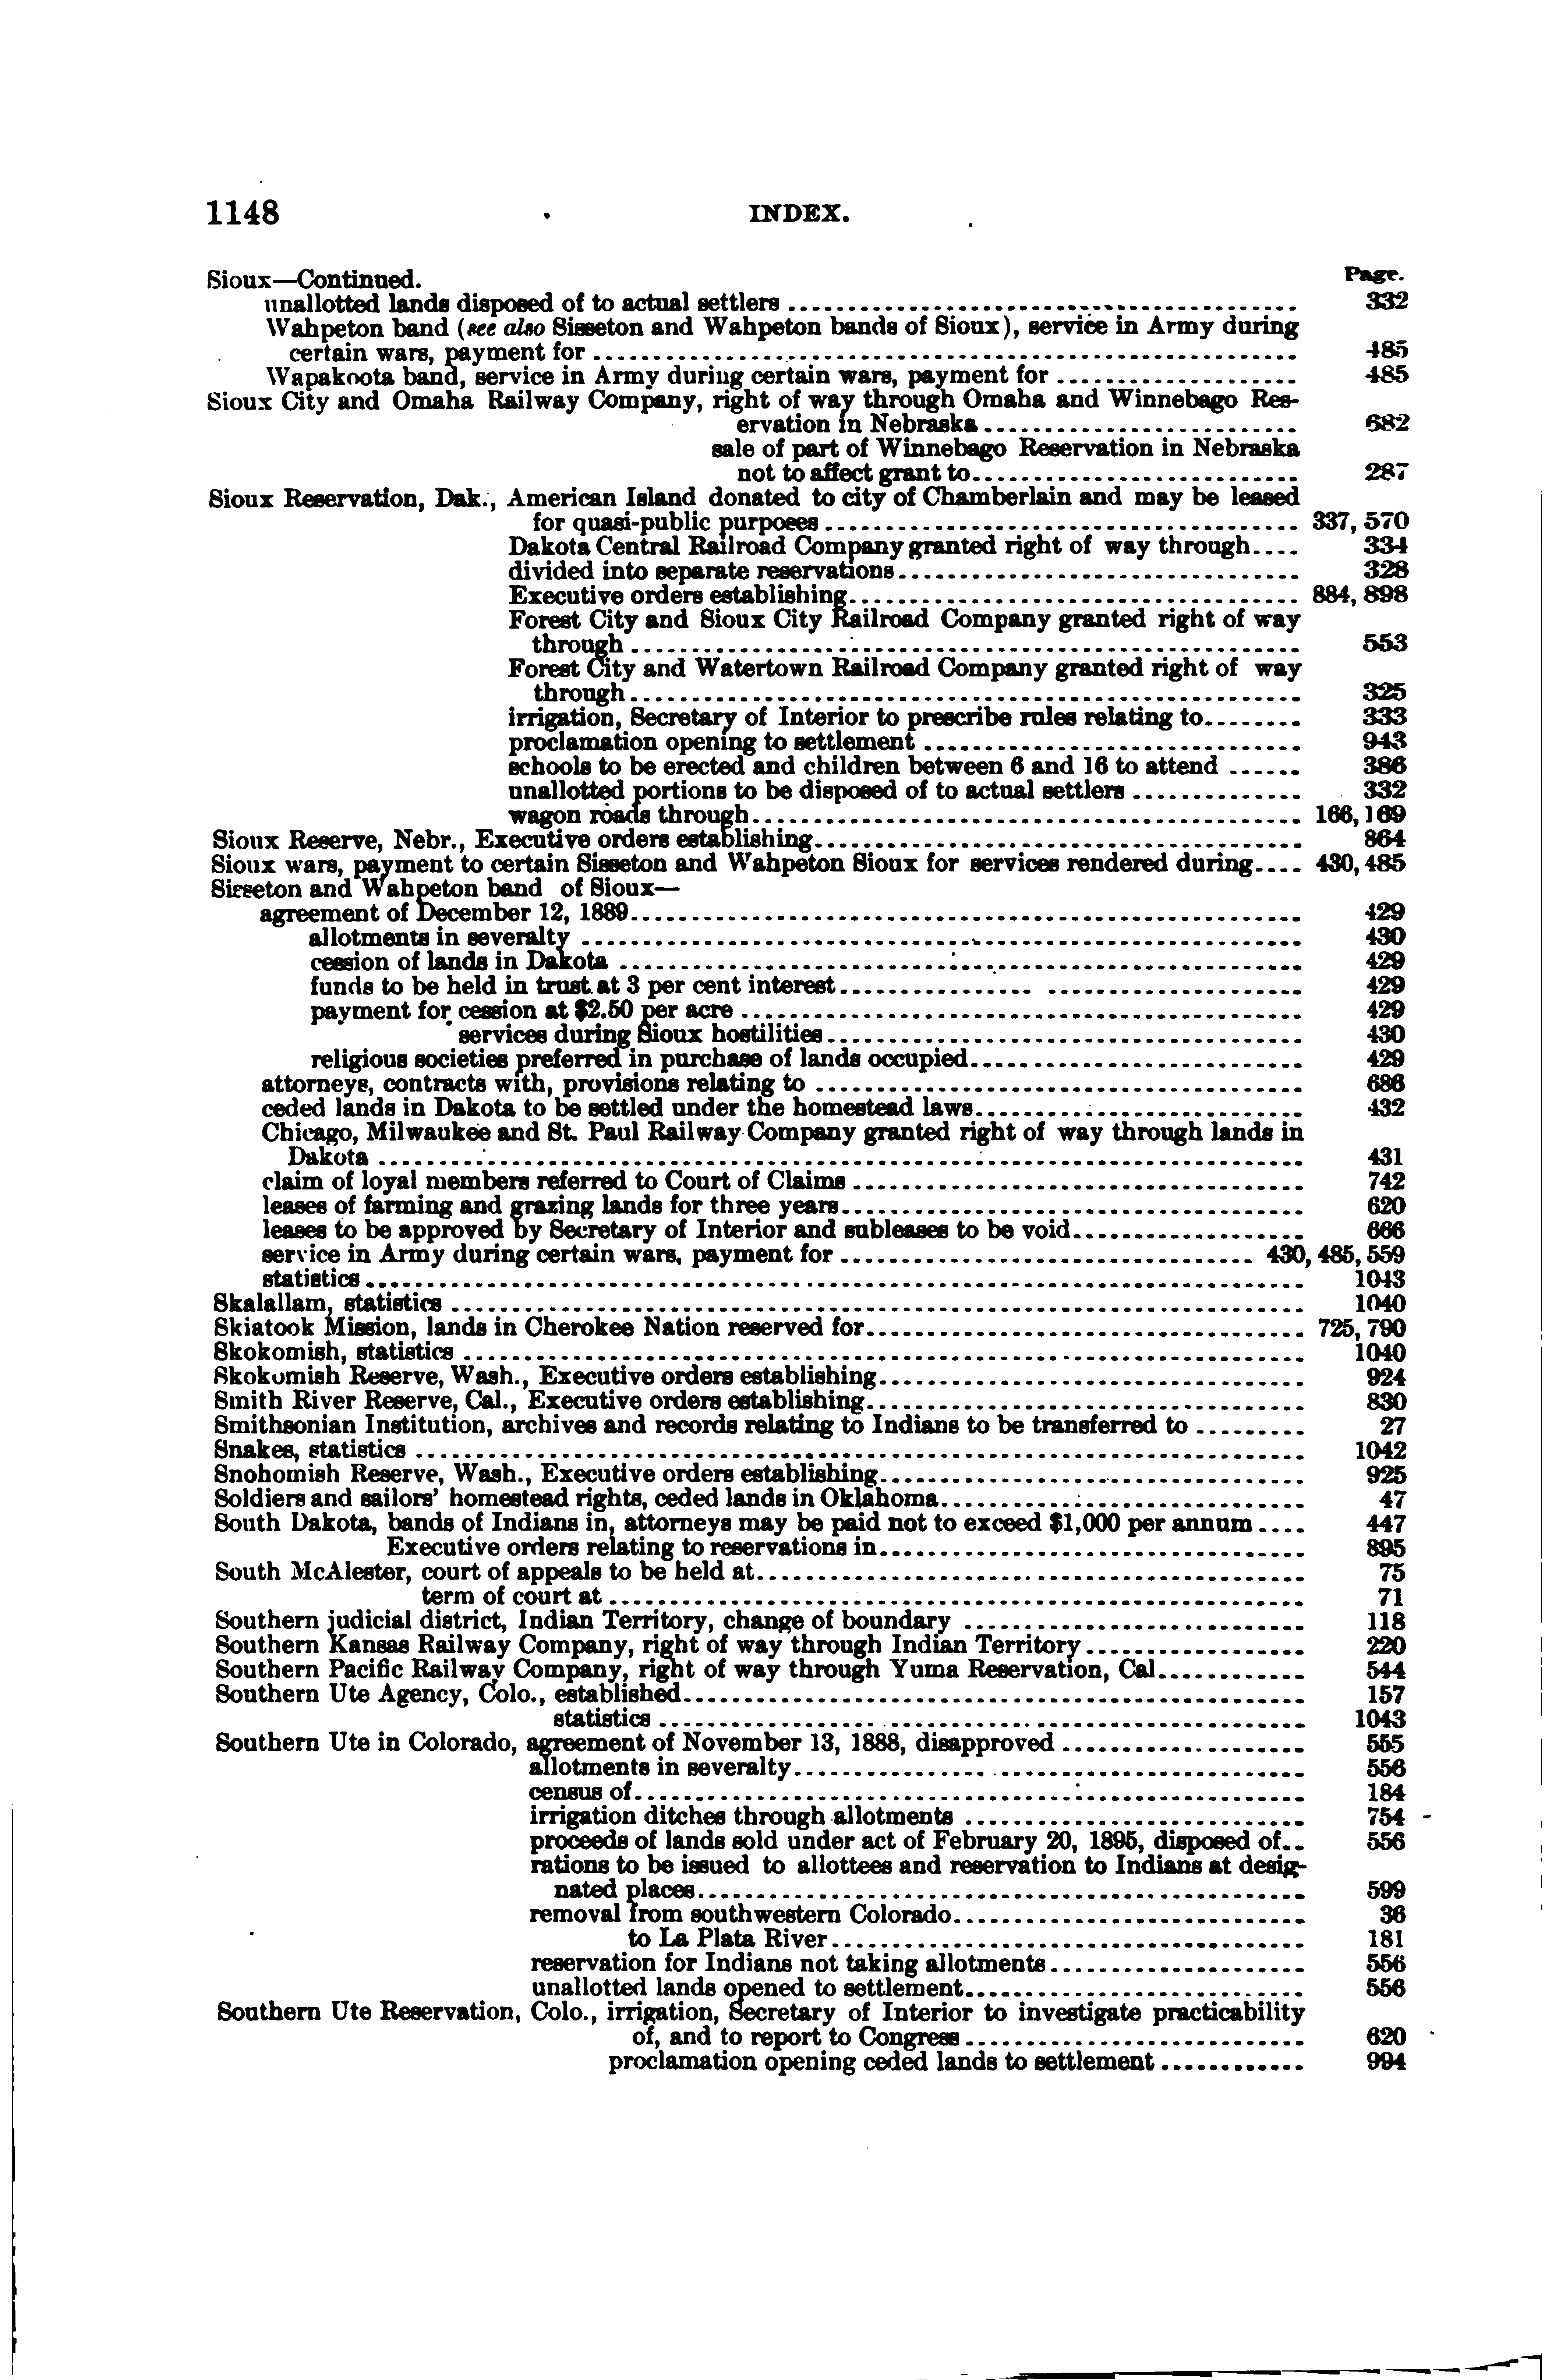 1148 INDEX.
Sioux—Continued. Page.
unallotted lands disposed of to actual settlers ........ 332
Wahpeton band (see also Sisseton and Wahpeton bands of Sioux), service in Army during
certain wars, payment for ........ 485
Wapakoota band, service in Army during certain wars, payment for ........ 485
Sioux City and Omaha Railway Company, right of way through Omaha and Winnebago Res-
ervation in Nebraska ........ 682
sale of part of Winnebago Reservation in Nebraska
not to affect grant to ........ 287
Sioux Reservation, Dak., American Island donated to city of Chamberlain and may be leased
for quasi-public purposes ........ 337, 570
Dakota Central Railroad Company granted right of way through.... 334
divided into separate reservations ........ 328
Executive orders establishing ........ 884, 898
Forest City and Sioux City Railroad Company granted right of way
through ........ 553
Forest City and Watertown Railroad Company granted right of way
through ........ 325
irrigation, Secretary of Interior to prescribe rules relating to ........ 333
proclamation opening to settlement ........ 943
schools to be erected and children between 6 and 16 to attend ...... 386
unallotted portions to be disposed of to actual settlers ........ 332
wagon roads through ........ 166, 169
Sioux Reserve, Nebr., Executive orders establishing ........ 864
Sioux wars, payment to certain Sisseton and Wahpeton Sioux for services rendered during.... 430, 485
Sisseton and Wahpeton band of Sioux—
agreement of December 12, 1889 ........ 429
allotments in severalty ........ 430
cession of lands in Dakota ........ 429
funds to be held in trust at 3 per cent interest ........ 429
payment for cession at $2.50 per acre ........ 429
services during Sioux hostilities ........ 430
religious societies preferred in purchase of lands occupied ........ 429
attorneys, contracts with, provisions relating to ........ 686
ceded lands in Dakota to be settled under the homestead laws ........ 432
Chicago, Milwaukee and St. Paul Railway Company granted right of way through lands in
Dakota ........ 431
claim of loyal members referred to Court of Claims ........ 742
leases of farming and grazing lands for three years ........ 620
leases to be approved by Secretary of Interior and subleases to be void ........ 666
service in Army during certain wars, payment for ........ 430, 485, 559
statistics ........ 1043
Skalallam, statistics ........ 1040
Skiatook Mission, lands in Cherokee Nation reserved for ........ 725, 790
Skokomish, statistics ........ 1040
Skokomish Reserve, Wash., Executive orders establishing ........ 924
Smith River Reserve, Cal., Executive orders establishing ........ 830
Smithsonian Institution, archives and records relating to Indians to be transferred to ........ 27
Snakes, statistics ........ 1042
Snohomish Reserve, Wash., Executive orders establishing ........ 925
Soldiers and sailors' homestead rights, ceded lands in Oklahoma ........ 47
South Dakota, bands of Indians in, attorneys may be paid not to exceed $1,000 per annum .... 447
Executive orders relating to reservations in ........ 895
South McAlester, court of appeals to be held at ........ 75
term of court at ........ 71
Southern judicial district, Indian Territory, change of boundary ........ 118
Southern Kansas Railway Company, right of way through Indian Territory ........ 220
Southern Pacific Railway Company, right of way through Yuma Reservation, Cal ........ 544
Southern Ute Agency, Colo., established ........ 157
statistics ........ 1043
Southern Ute in Colorado, agreement of November 13, 1888, disapproved ........ 555
allotments in severalty ........ 556
census of ........ 184
irrigation ditches through allotments ........ 754
proceeds of lands sold under act of February 20, 1895, disposed of.. 556
rations to be issued to allottees and reservation to Indians at desig-
nated places ........ 599
removal from southwestern Colorado ........ 36
to La Plata River ........ 181
reservation for Indians not taking allotments ........ 556
unallotted lands opened to settlement ........ 556
Southern Ute Reservation, Colo., irrigation, Secretary of Interior to investigate practicability
of, and to report to Congress ........ 620
proclamation opening ceded lands to settlement ........ 994